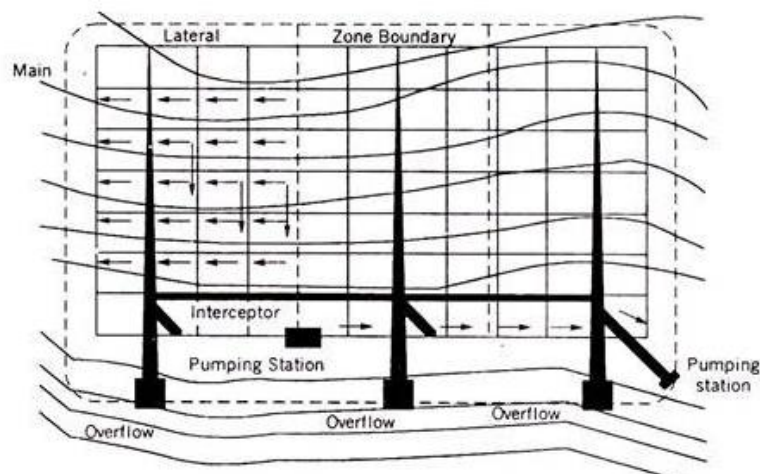 Lateral
Zone Boundary
Main
Interceptor
Pumping Station
Pumping
station
Overflow
Overflow
Overflow